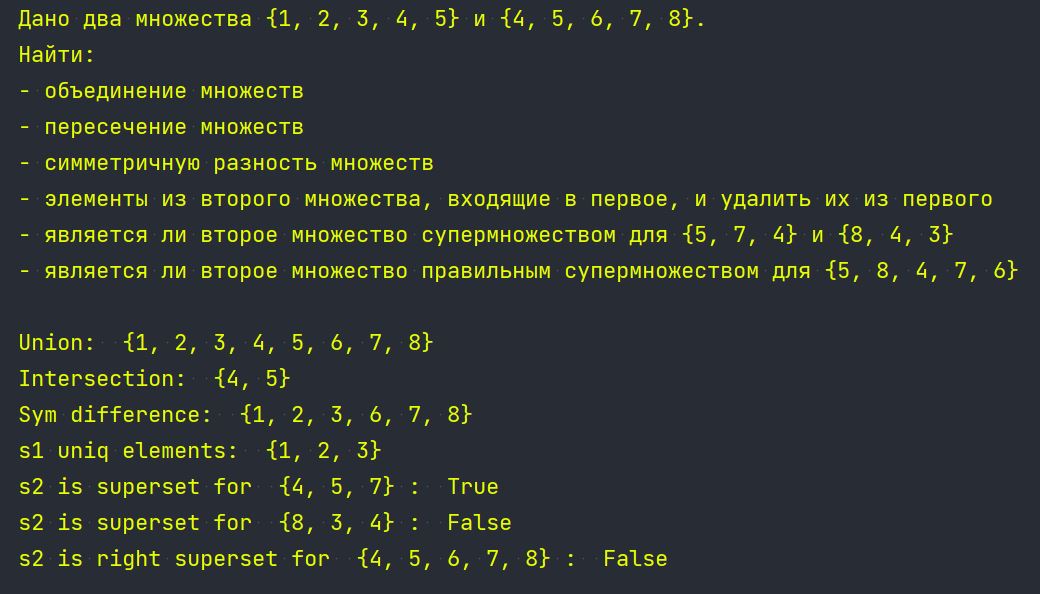 Дано два множества {1, 2, 3, 4, 5} и {4, 5, 6, 7, 8}.
Найти:
- объединение множеств
- пересечение множеств
- симметричную разность множеств
- элементы из второго множества, входящие в первое, и удалить их из первого
- является ли второе множество супермножеством для {5, 7, 4} и {8, 4, 3}
- является ли второе множество правильным супермножеством для {5, 8, 4, 7, 6}

Union:  {1, 2, 3, 4, 5, 6, 7, 8}
Intersection:  {4, 5}
Sym difference:  {1, 2, 3, 6, 7, 8}
s1 uniq elements:  {1, 2, 3}
s2 is superset for  {4, 5, 7} :  True
s2 is superset for  {8, 3, 4} :  False
s2 is right superset for  {4, 5, 6, 7, 8} :  False